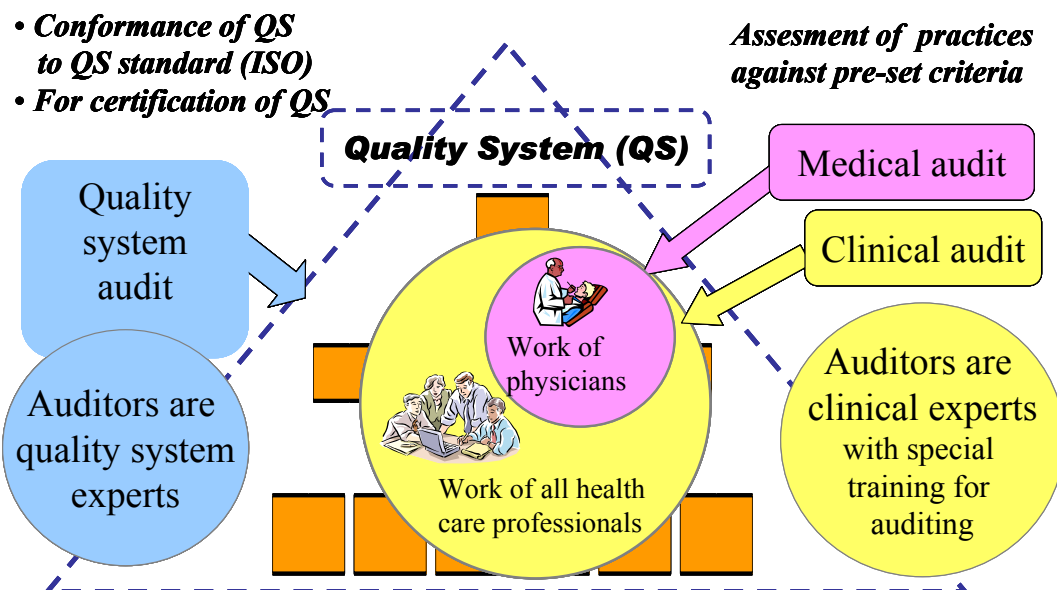 • Conformance of QS
to QS standard (ISO)
• For certification of QS
Assesment of practices
against pre-set criteria
Quality System (QS)
Quality
system
audit
Medical audit
Clinical audit
Work of
physicians
Work of all health
care professionals
Auditors are
quality system
experts
Auditors are
clinical experts
with special
training for
auditing